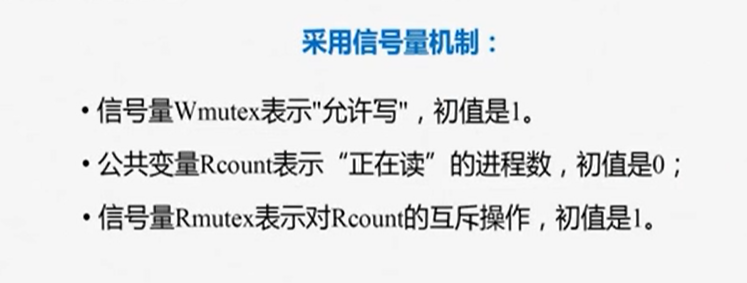 采用信号量机制：
• 信号量Wmutex表示"允许写"，初值是1。
• 公共变量Rcount表示“正在读”的进程数，初值是0；
• 信号量Rmutex表示对Rcount的互斥操作，初值是1。